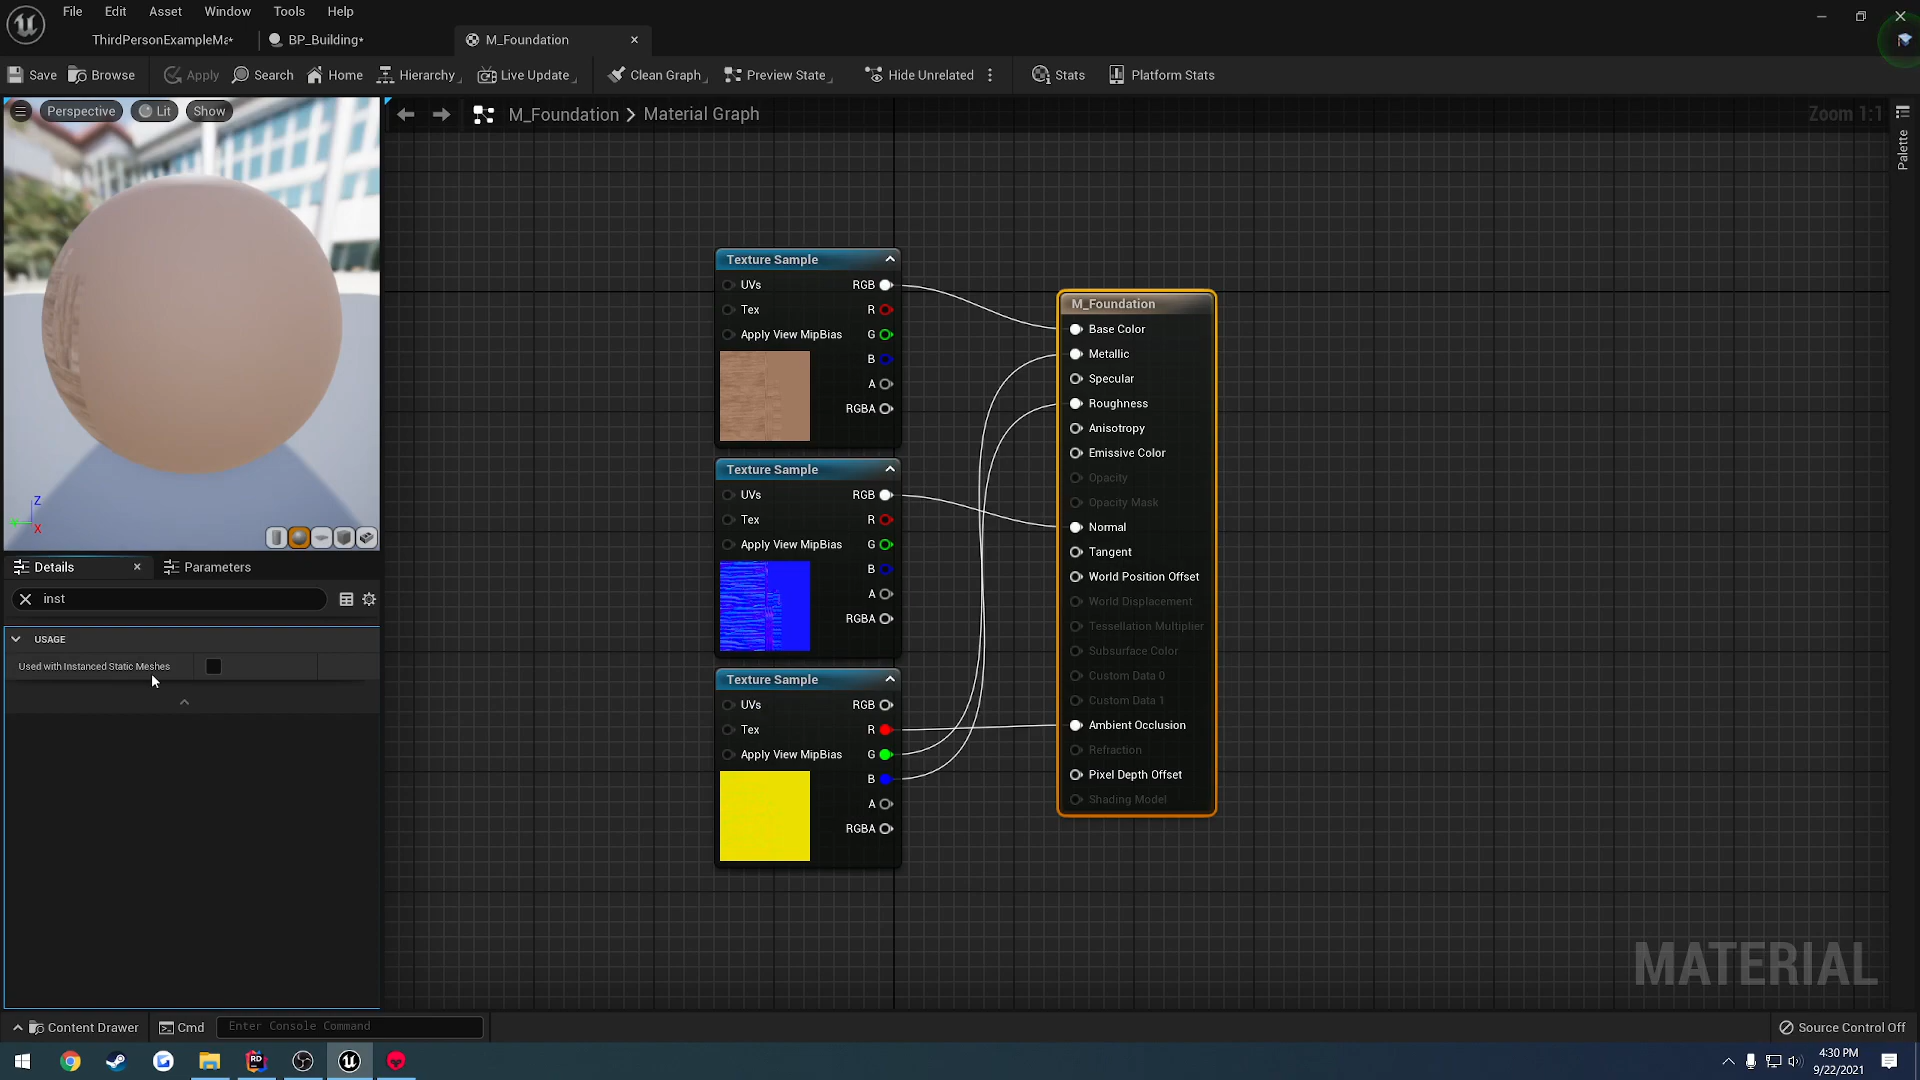 File Edit Asset Window Tools Help
ThirdPersonExampleMa* BP_Building* M_Foundation
Save Browse Apply Search Home Hierarchy Live Update Clean Graph Preview State Hide Unrelated Stats Platform Stats
Perspective Lit Show
M_Foundation > Material Graph
Zoom 1:1
Palette
Texture Sample
UVs RGB
Tex R
Apply View MipBias G
B
A
RGBA
Texture Sample
UVs RGB
Tex R
Apply View MipBias G
B
A
RGBA
Texture Sample
UVs RGB
Tex R
Apply View MipBias G
B
A
RGBA
M_Foundation
Base Color
Metallic
Specular
Roughness
Anisotropy
Emissive Color
Opacity
Opacity Mask
Normal
Tangent
World Position Offset
World Displacement
Tessellation Multiplier
Subsurface Color
Custom Data 0
Custom Data 1
Ambient Occlusion
Refraction
Pixel Depth Offset
Shading Model
Z
X
Details Parameters
inst
USAGE
Used with Instanced Static Meshes
MATERIAL
Content Drawer Cmd Enter Console Command Source Control Off
RD
4:30 PM
9/22/2021